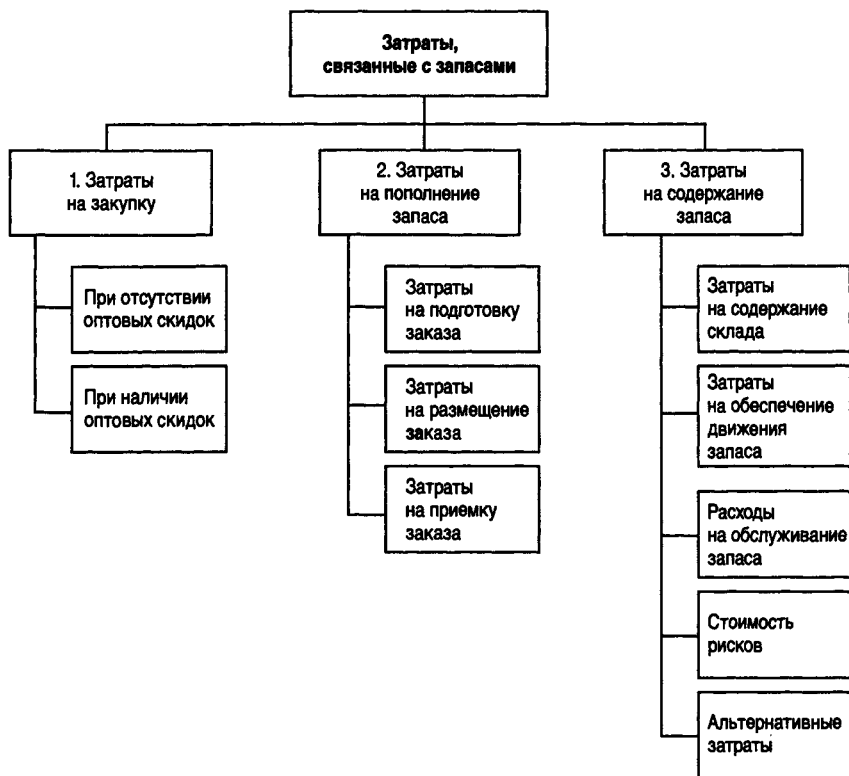 Затраты,
связанные с запасами
1. Затраты
на закупку
При отсутствии
оптовых скидок
При наличии
оптовых скидок
2. Затраты
на пополнение
запаса
Затраты
на подготовку
заказа
Затраты
на размещение
заказа
Затраты
на приемку
заказа
3. Затраты
на содержание
запаса
Затраты
на содержание
склада
Затраты
на обеспечение
движения
запаса
Расходы
на обслуживание
запаса
Стоимость
рисков
Альтернативные
затраты